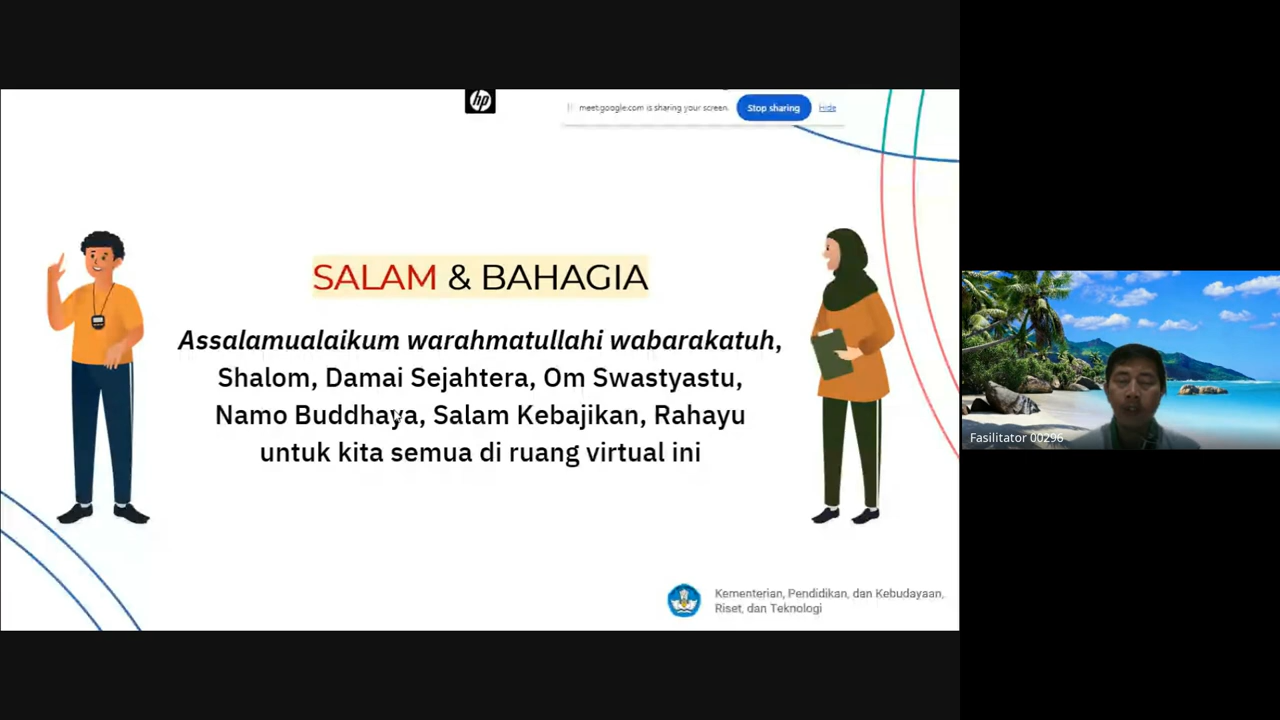 hp
meet.google.com is sharing your screen.
Stop sharing
Hide
SALAM & BAHAGIA
Assalamualaikum warahmatullahi wabarakatuh,
Shalom, Damai Sejahtera, Om Swastyastu,
Namo Buddhaya, Salam Kebajikan, Rahayu
untuk kita semua di ruang virtual ini
Kementerian, Pendidikan, dan Kebudayaan,
Riset, dan Teknologi
Fasilitator 00296